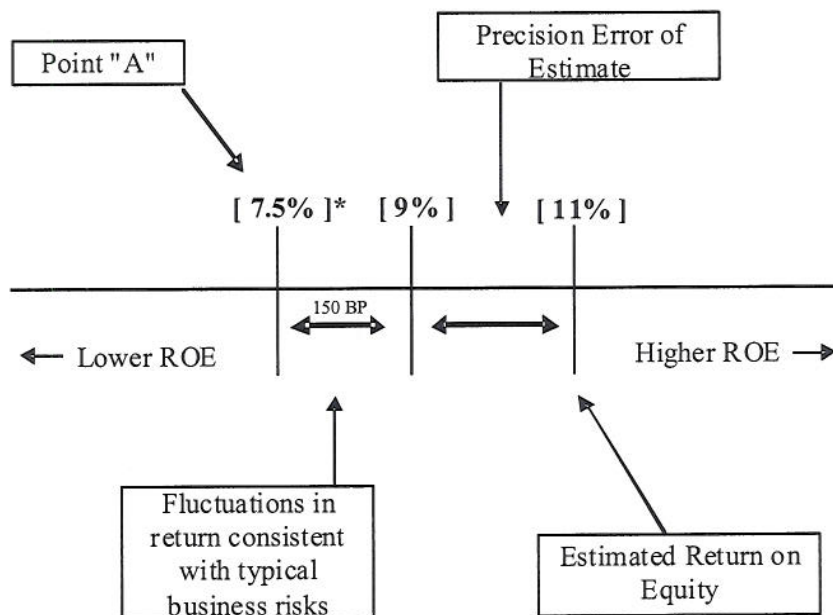 Precision Error of
Estimate
Point "A"
[ 7.5% ]* [ 9% ] [ 11% ]
150 BP
Lower ROE Higher ROE
Fluctuations in
return consistent
with typical
business risks
Estimated Return on
Equity